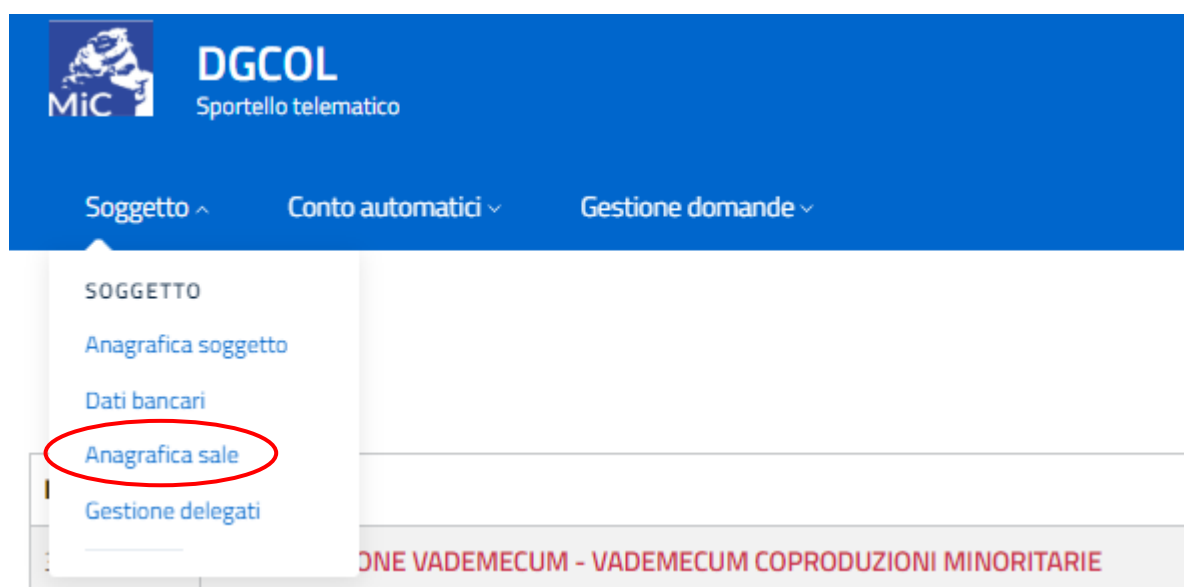 MiC
DGCOL
Sportello telematico
Soggetto Conto automatici Gestione domande
SOGGETTO
Anagrafica soggetto
Dati bancari
Anagrafica sale
Gestione delegati
VADEMECUM - VADEMECUM COPRODUZIONI MINORITARIE